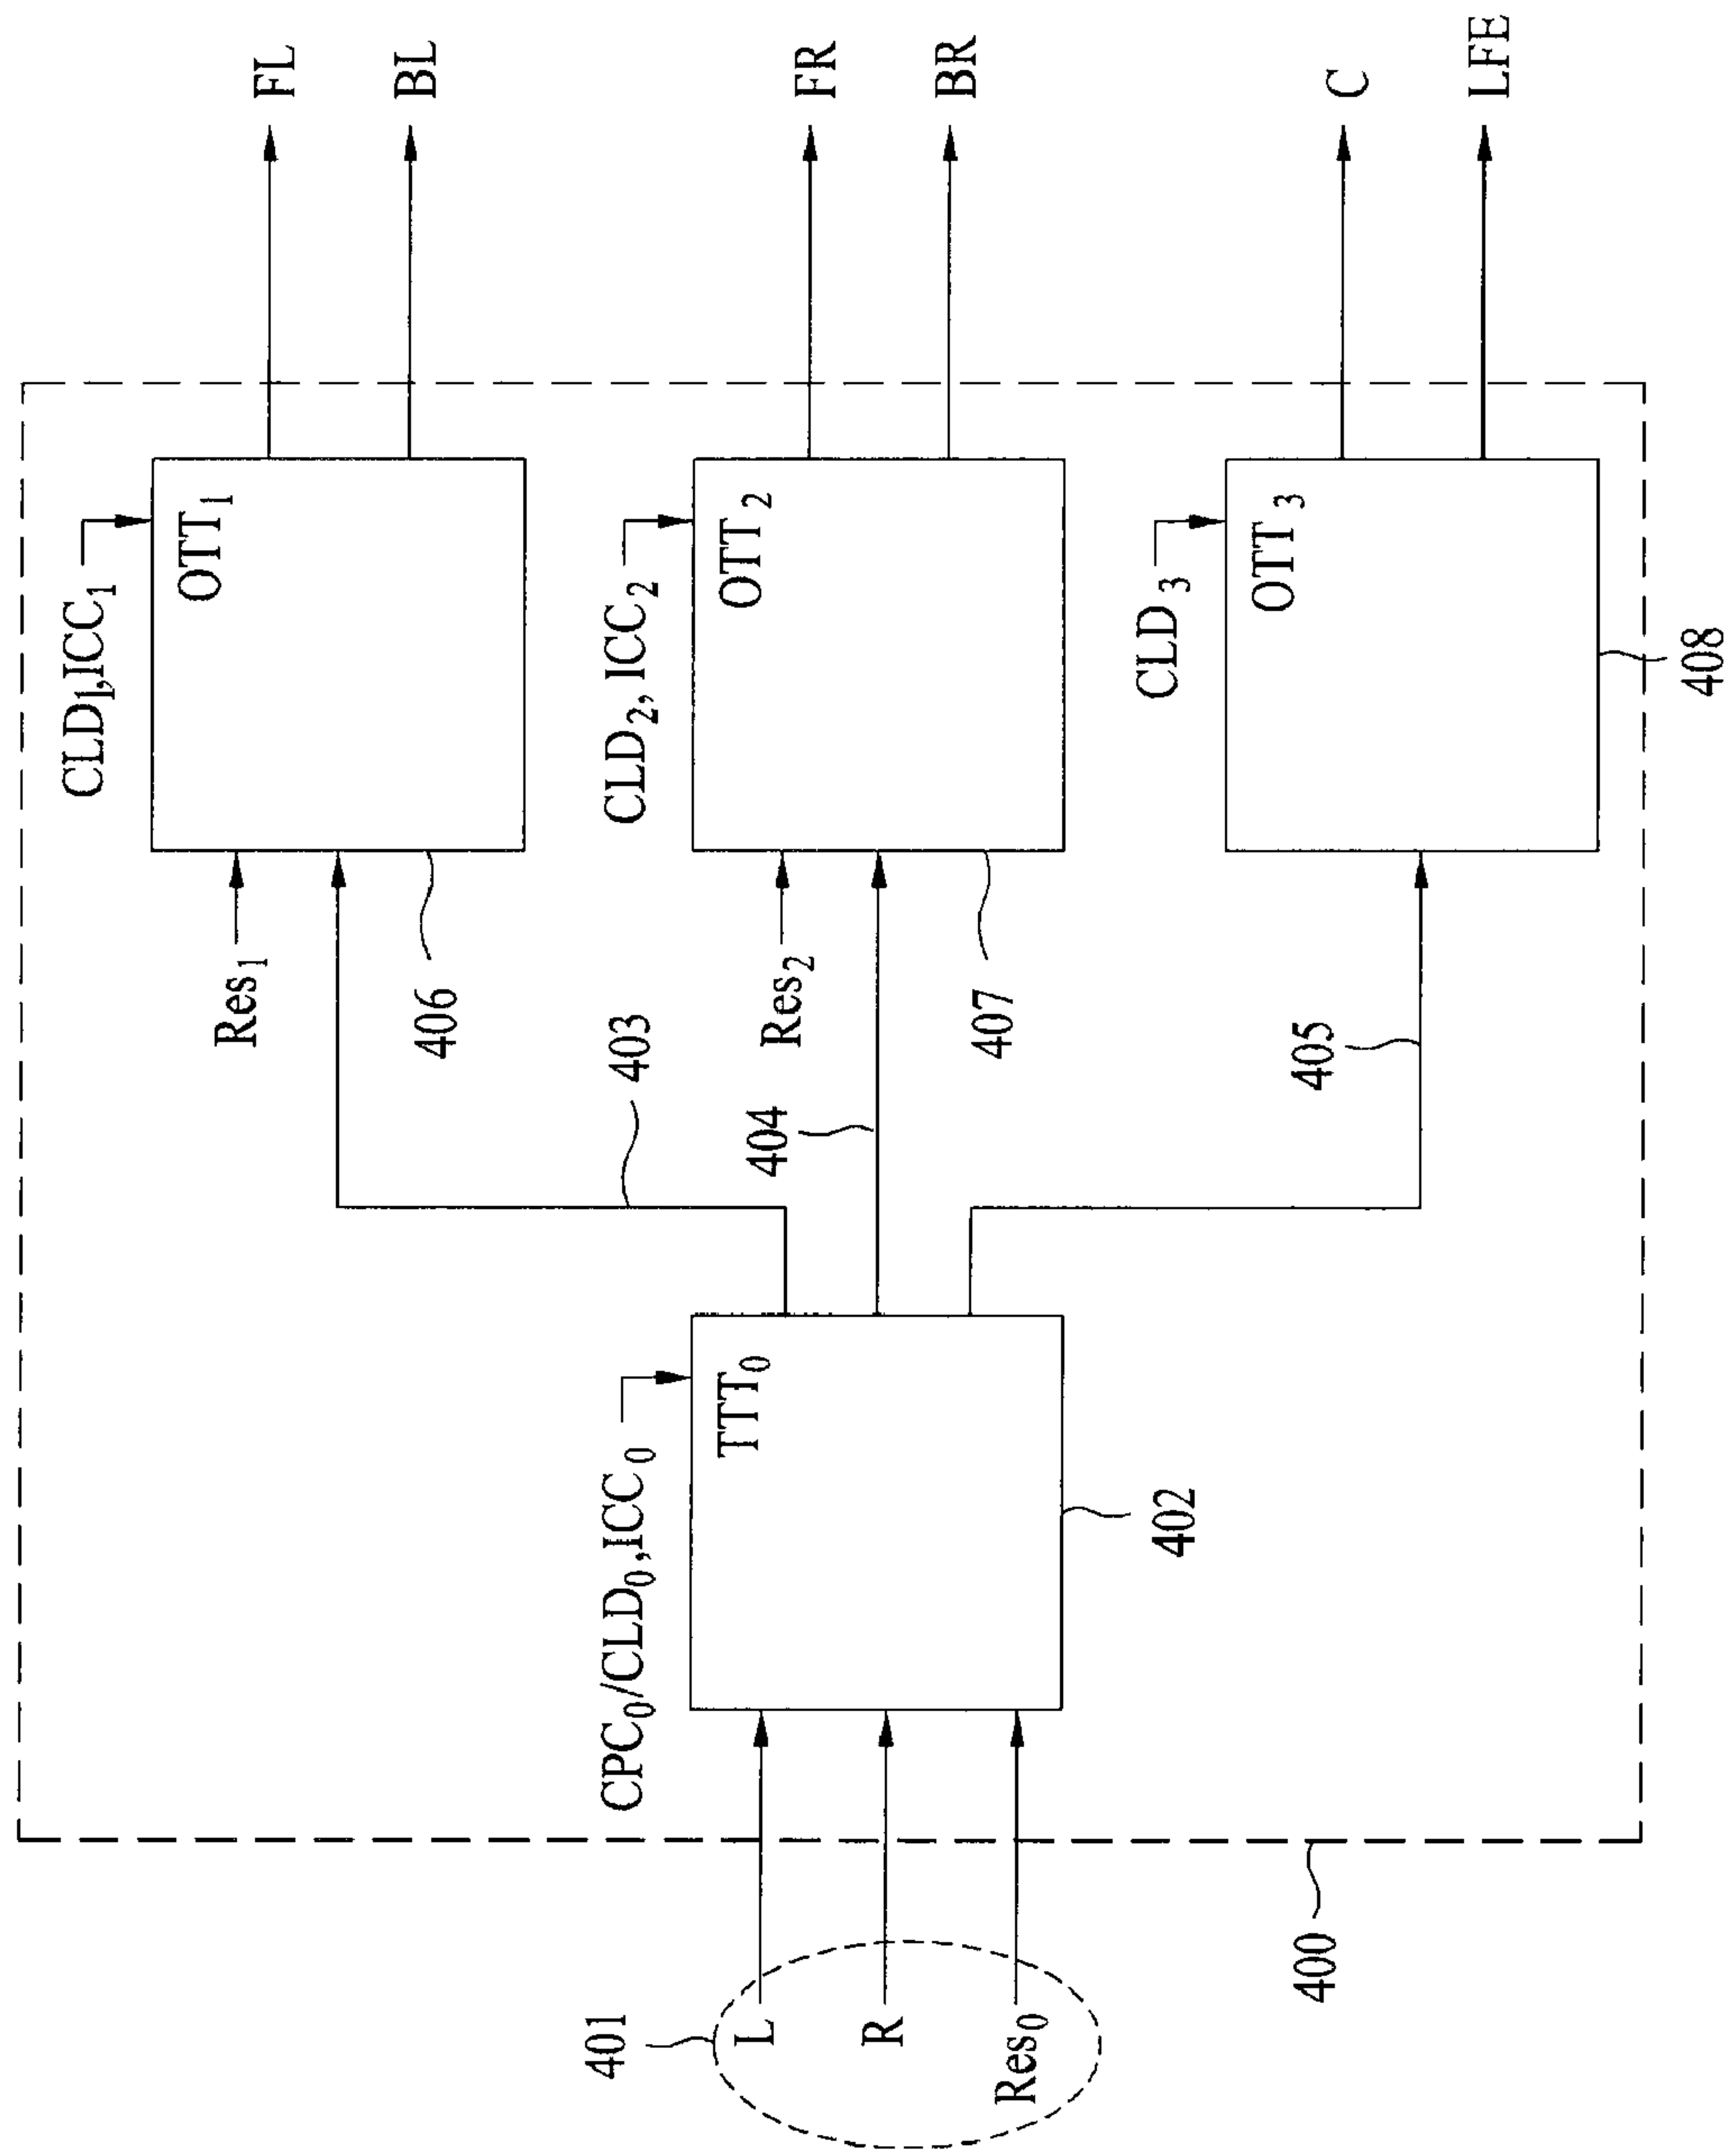 401
L
R
Res0
400
CPC0/CLD0,ICC0
TTT0
402
403
404
405
CLD1,ICC1
Res1
OTT1
406
FL
BL
CLD2,ICC2
Res2
OTT2
407
FR
BR
CLD3
OTT3
408
C
LFE